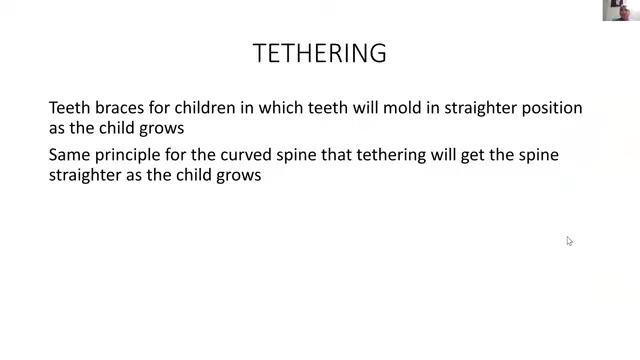 TETHERING
Teeth braces for children in which teeth will mold in straighter position
as the child grows
Same principle for the curved spine that tethering will get the spine
straighter as the child grows